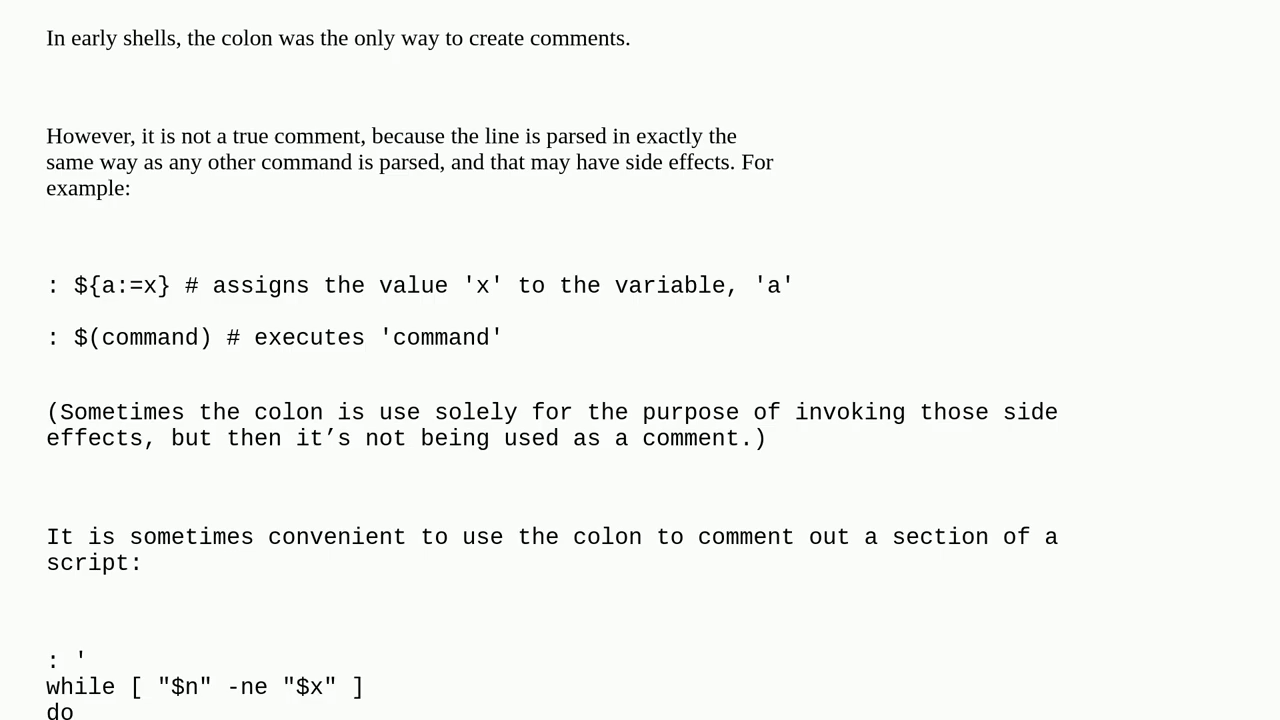 In early shells, the colon was the only way to create comments.
However, it is not a true comment, because the line is parsed in exactly the
same way as any other command is parsed, and that may have side effects. For
example:
: ${a:=x} # assigns the value 'x' to the variable, 'a'
: $(command) # executes 'command'
(Sometimes the colon is use solely for the purpose of invoking those side
effects, but then it’s not being used as a comment.)
It is sometimes convenient to use the colon to comment out a section of a
script:
: '
while [ "$n" -ne "$x" ]
do